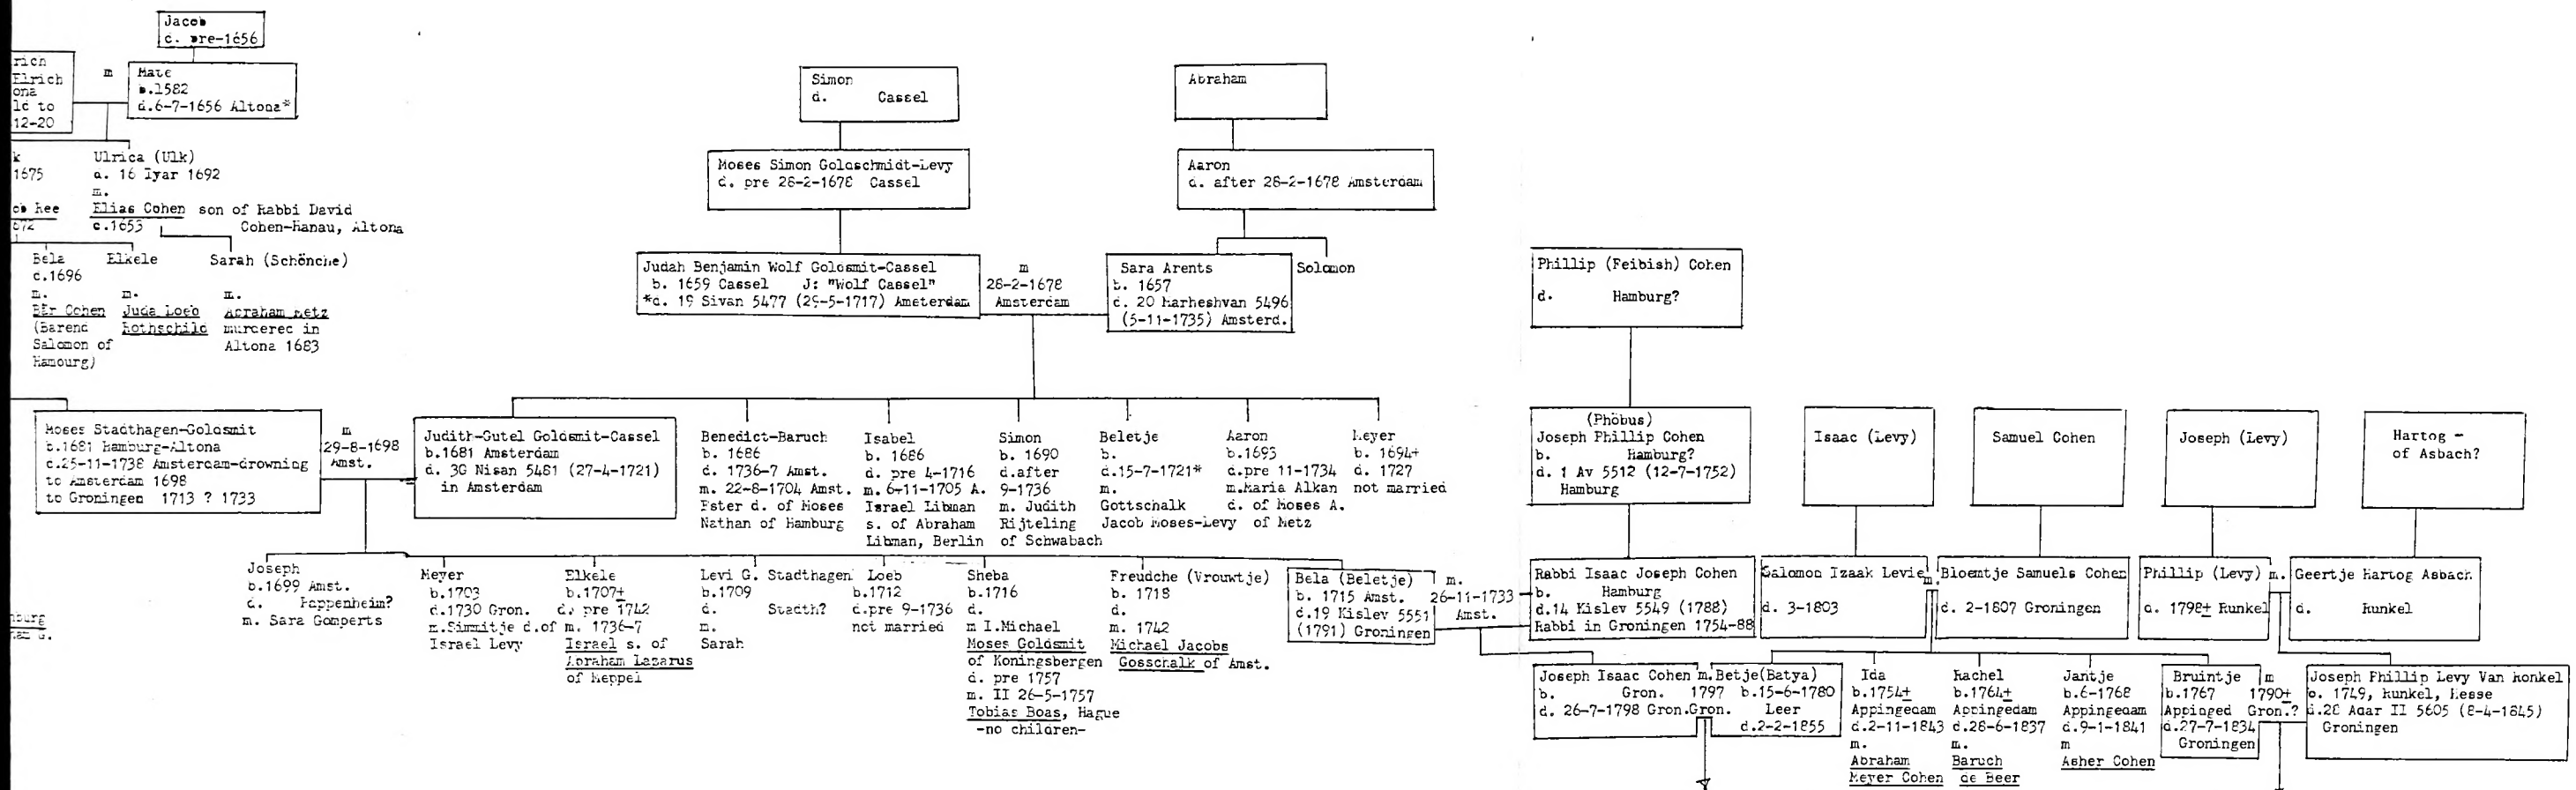 Jacob
d. pre-1656
Elrich
12-20
m
Mate
b.1582
d.6-7-1656 Altona*
1675
Ulrica (Ulk)
d. 16 Iyar 1692
m.
Elias Cohen son of Rabbi David
d.1653 Cohen-Hanau, Altona
Bela
d.1696
m.
Bär Cohen
(Barend
Salomon of
Hamburg)
Elkele
m.
Juda Loeb
Rothschild
Sarah (Schönche)
m.
Abraham Metz
murdered in
Altona 1683
Simon
d. Cassel
Abraham
Moses Simon Goldschmidt-Levy
d. pre 28-2-1678 Cassel
Aaron
d. after 28-2-1678 Amsterdam
Judah Benjamin Wolf Goldsmit-Cassel
b. 1659 Cassel J: "Wolf Cassel"
*d. 19 Sivan 5477 (29-5-1717) Amsterdam
m
28-2-1678
Amsterdam
Sara Arents
b. 1657
d. 20 Marheshvan 5496
(5-11-1735) Amsterd.
Solomon
Phillip (Feibish) Cohen
d. Hamburg?
Moses Stadthagen-Goldsmit
b.1681 Hamburg-Altona
d.25-11-1738 Amsterdam-drowning
to Amsterdam 1698
to Groningen 1713 ? 1733
m
29-8-1698
Amst.
Judith-Gutel Goldsmit-Cassel
b.1681 Amsterdam
d. 30 Nisan 5481 (27-4-1721)
in Amsterdam
Benedict-Baruch
b. 1686
d. 1736-7 Amst.
m. 22-8-1704 Amst.
Ester d. of Moses
Nathan of Hamburg
Isabel
b. 1686
d. pre 4-1716
m. 6-11-1705 A.
Israel Libman
s. of Abraham
Libman, Berlin
Simon
b. 1690
d.after
9-1736
m. Judith
Rijteling
of Schwabach
Beletje
b.
d.15-7-1721*
m.
Gottschalk
Jacob Moses-Levy
Aaron
b.1693
d.pre 11-1734
m.Maria Alkan
d. of Moses A.
of Metz
Meyer
b. 1694+
d. 1727
not married
(Phöbus)
Joseph Phillip Cohen
b. Hamburg?
d. 1 Av 5512 (12-7-1752)
Hamburg
Isaac (Levy)
Samuel Cohen
Joseph (Levy)
Hartog -
of Asbach?
Joseph
b.1699 Amst.
d. Pappenheim?
m. Sara Gomperts
Meyer
b.1703
d.1730 Gron.
m.Simmitje d.of
Israel Levy
Elkele
b.1707±
d. pre 1742
m. 1736-7
Israel s. of
Abraham Lazarus
of Meppel
Levi G. Stadthagen
b.1709
d. Stadth?
m.
Sarah
Loeb
b.1712
d.pre 9-1736
not married
Sheba
b.1716
d.
m I.Michael
Moses Goldsmit
of Koningsbergen
d. pre 1757
m. II 26-5-1757
Tobias Boas, Hague
-no children-
Freudche (Vrouwtje)
b. 1718
d.
m. 1742
Michael Jacobs
Gosschalk of Amst.
Bela (Beletje)
b. 1715 Amst.
d.19 Kislev 5551
(1791) Groningen
m.
26-11-1733
Amst.
Rabbi Isaac Joseph Cohen
b. Hamburg
d.14 Kislev 5549 (1788)
Rabbi in Groningen 1754-88
Salomon Izaak Levie
d. 3-1803
m.
Bloemtje Samuels Cohen
d. 2-1807 Groningen
Phillip (Levy)
d. 1798± Runkel
m.
Geertje Hartog Asbach
d. Runkel
Joseph Isaac Cohen
b. Gron.
d. 26-7-1798 Gron.
m.
1797
Gron.
Betje(Batya)
b.15-6-1780
Leer
d.2-2-1855
Ida
b.1754±
Appingedam
d.2-11-1843
m.
Abraham
Meyer Cohen
Rachel
b.1764±
Appingedam
d.28-6-1837
m.
Baruch
de Beer
Jantje
b.6-1768
Appingedam
d.9-1-1841
m
Asher Cohen
Bruintje
b.1767
Appinged
d.27-7-1834
Groningen
m
1790±
Gron.?
Joseph Phillip Levy Van Ronkel
b. 1749, Runkel, Hesse
d.28 Adar II 5605 (8-4-1845)
Groningen